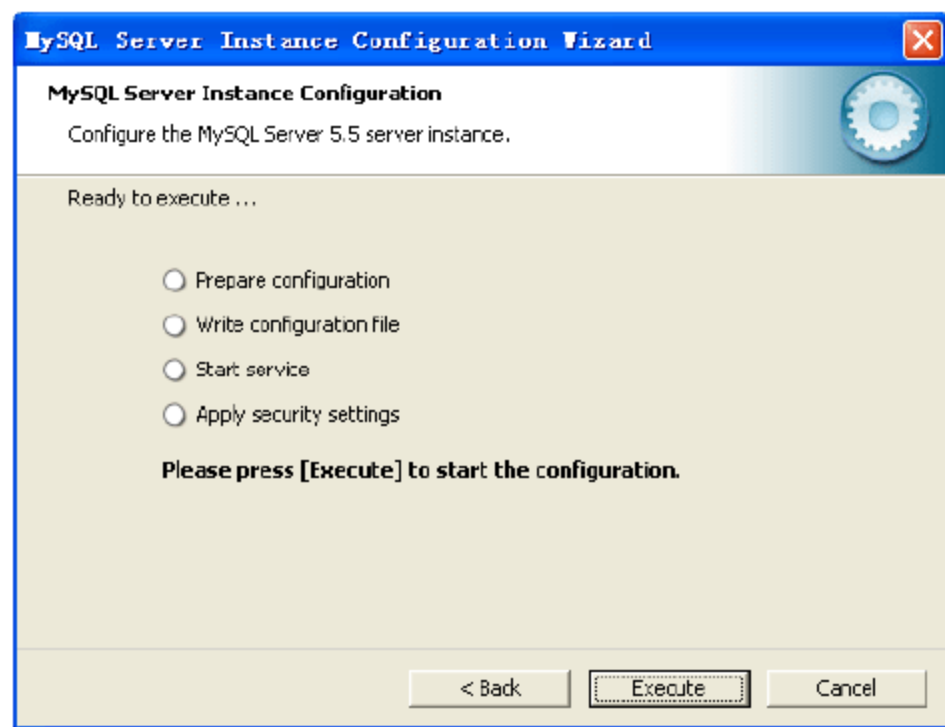 MySQL Server Instance Configuration Wizard
MySQL Server Instance Configuration
Configure the MySQL Server 5.5 server instance.
Ready to execute ...
Prepare configuration
Write configuration file
Start service
Apply security settings
Please press [Execute] to start the configuration.
< Back
Execute
Cancel